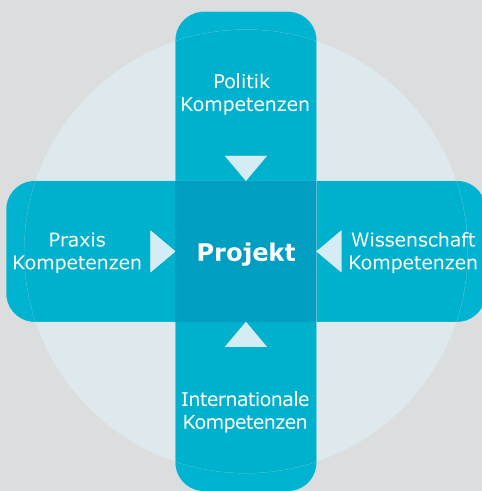 Politik
Kompetenzen
Praxis
Kompetenzen
Projekt
Wissenschaft
Kompetenzen
Internationale
Kompetenzen